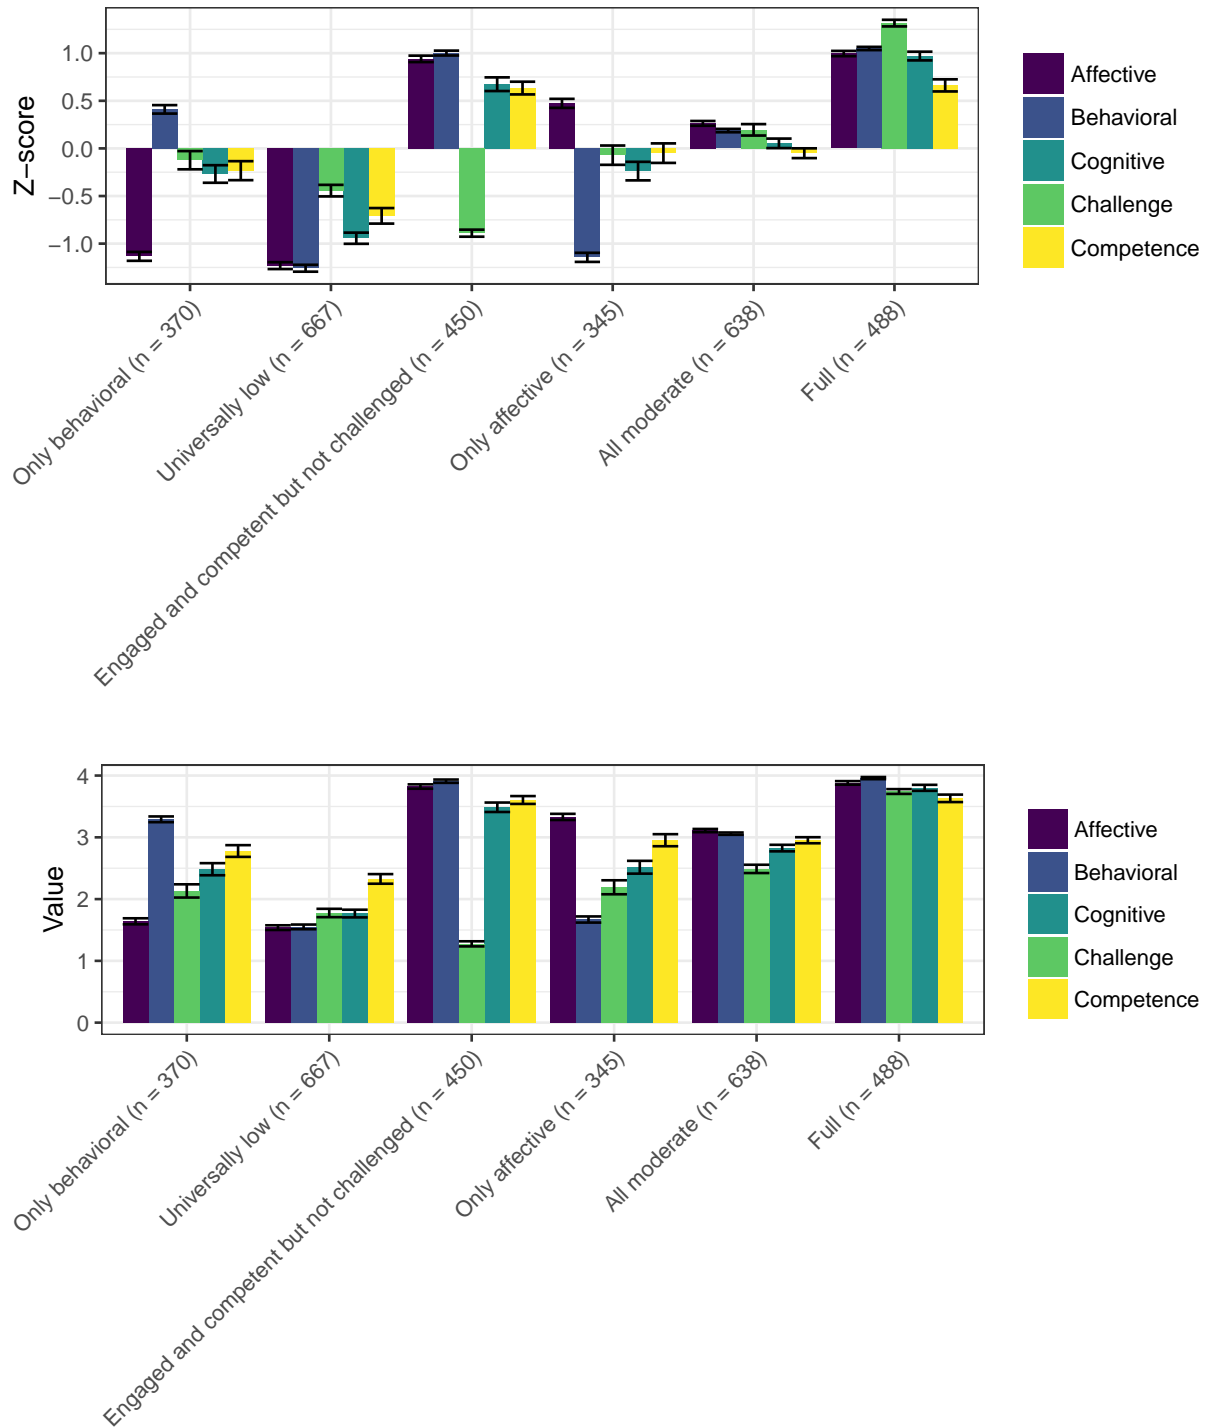 Z−score
1.0
0.5
0.0
−0.5
−1.0
Only behavioral (n = 370)
Universally low (n = 667)
Engaged and competent but not challenged (n = 450)
Only affective (n = 345)
All moderate (n = 638)
Full (n = 488)
Affective
Behavioral
Cognitive
Challenge
Competence
Value
4
3
2
1
0
Only behavioral (n = 370)
Universally low (n = 667)
Engaged and competent but not challenged (n = 450)
Only affective (n = 345)
All moderate (n = 638)
Full (n = 488)
Affective
Behavioral
Cognitive
Challenge
Competence